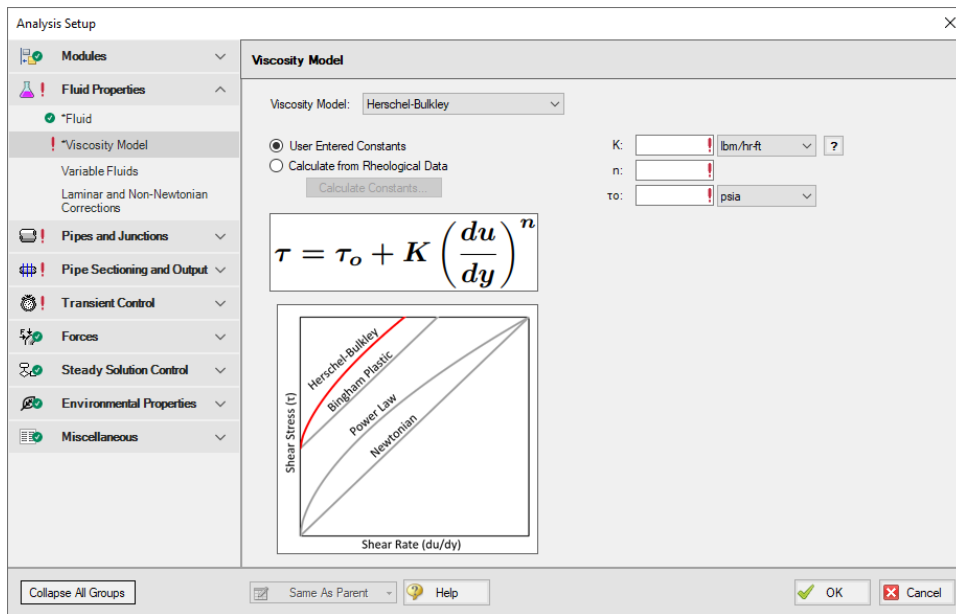 Analysis Setup
Modules
Fluid Properties
*Fluid
*Viscosity Model
Variable Fluids
Laminar and Non-Newtonian
Corrections
Pipes and Junctions
Pipe Sectioning and Output
Transient Control
Forces
Steady Solution Control
Environmental Properties
Miscellaneous
Collapse All Groups
Viscosity Model
Viscosity Model: Herschel-Bulkley
User Entered Constants
Calculate from Rheological Data
Calculate Constants...
K: lbm/hr-ft ?
n:
τo: psia
τ = τo + K (du/dy)^n
Shear Stress (τ)
Herschel-Bulkley
Bingham Plastic
Power Law
Newtonian
Shear Rate (du/dy)
Same As Parent
Help
OK
Cancel